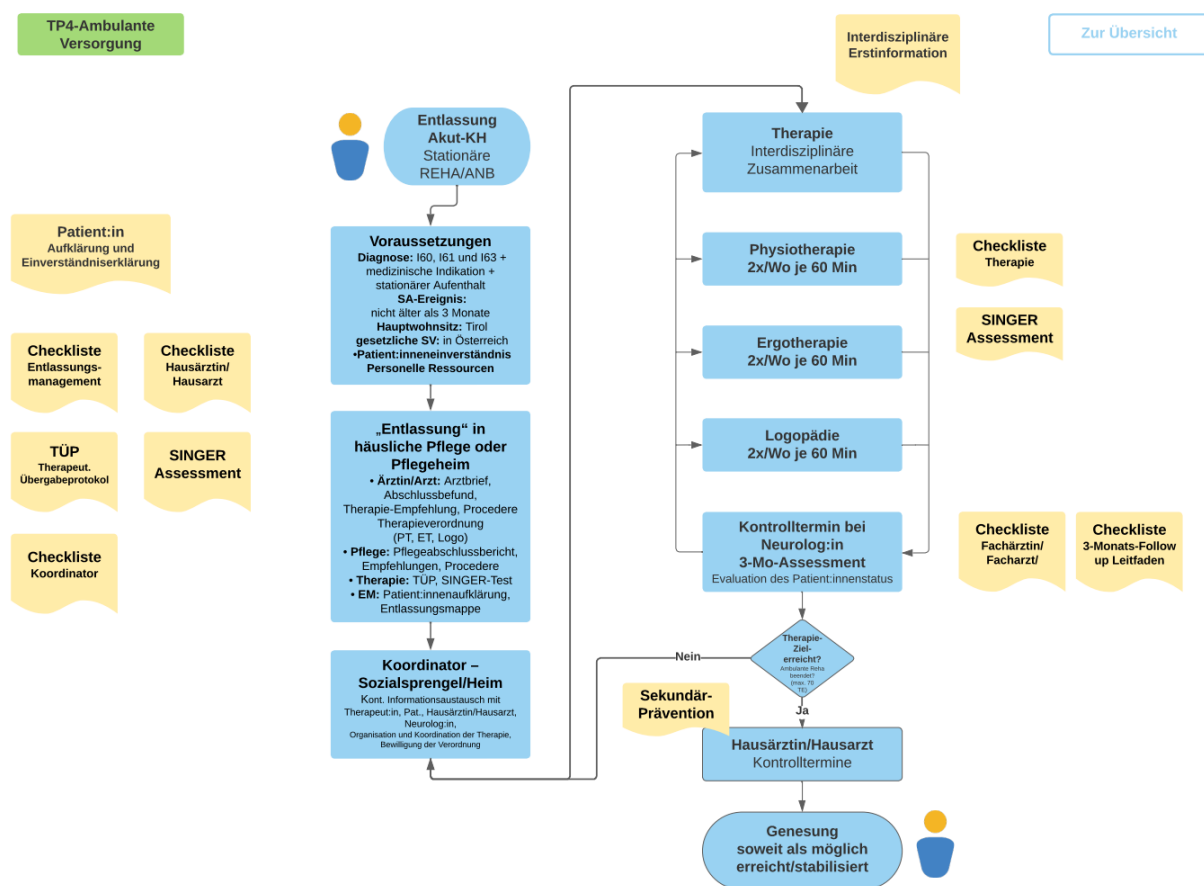 TP4-Ambulante
Versorgung
Interdisziplinäre
Erstinformation
Zur Übersicht
Entlassung
Akut-KH
Stationäre
REHA/ANB
Patient:in
Aufklärung und
Einverständniserklärung
Checkliste
Entlassungs-
management
Checkliste
Hausärztin/
Hausarzt
TÜP
Therapeut.
Übergabeprotokol
SINGER
Assessment
Checkliste
Koordinator
Voraussetzungen
Diagnose: I60, I61 und I63 +
medizinische Indikation +
stationärer Aufenthalt
SA-Ereignis:
nicht älter als 3 Monate
Hauptwohnsitz: Tirol
gesetzliche SV: in Österreich
•Patient:inneneinverständnis
Personelle Ressourcen
„Entlassung“ in
häusliche Pflege oder
Pflegeheim
• Ärztin/Arzt: Arztbrief,
Abschlussbefund,
Therapie-Empfehlung, Procedere
Therapieverordnung
(PT, ET, Logo)
• Pflege: Pflegeabschlussbericht,
Empfehlungen, Procedere
• Therapie: TÜP, SINGER-Test
• EM: Patient:innenaufklärung,
Entlassungsmappe
Koordinator –
Sozialsprengel/Heim
Kont. Informationsaustausch mit
Therapeut:in, Pat., Hausärztin/Hausarzt,
Neurolog:in,
Organisation und Koordination der Therapie,
Bewilligung der Verordnung
Therapie
Interdisziplinäre
Zusammenarbeit
Physiotherapie
2x/Wo je 60 Min
Ergotherapie
2x/Wo je 60 Min
Logopädie
2x/Wo je 60 Min
Kontrolltermin bei
Neurolog:in
3-Mo-Assessment
Evaluation des Patient:innenstatus
Checkliste
Therapie
SINGER
Assessment
Checkliste
Fachärztin/
Facharzt/
Checkliste
3-Monats-Follow
up Leitfaden
Therapie-
Ziel-
erreicht?
Ambulante Reha
beendet?
(max. 70
TE)
Nein
Ja
Sekundär-
Prävention
Hausärztin/Hausarzt
Kontrolltermine
Genesung
soweit als möglich
erreicht/stabilisiert